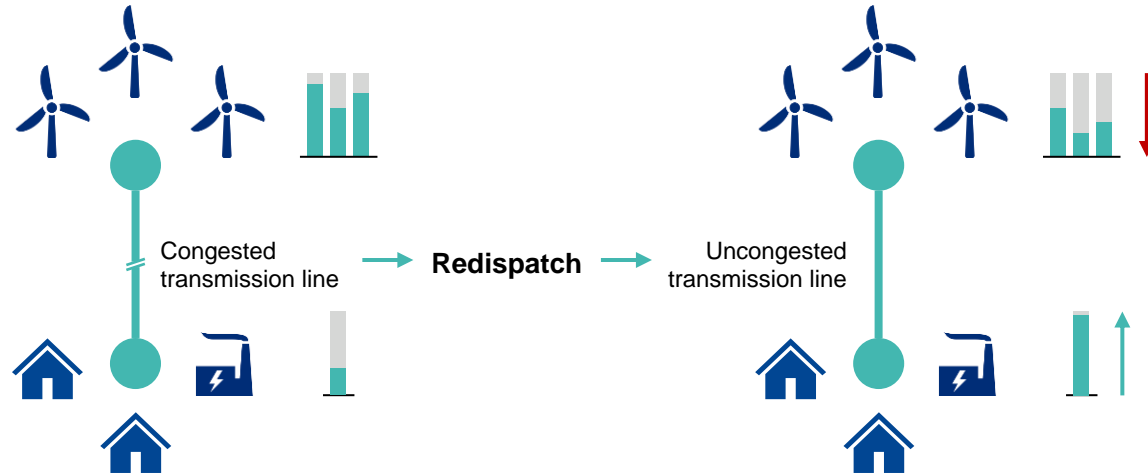 Congested
transmission line
Redispatch
Uncongested
transmission line